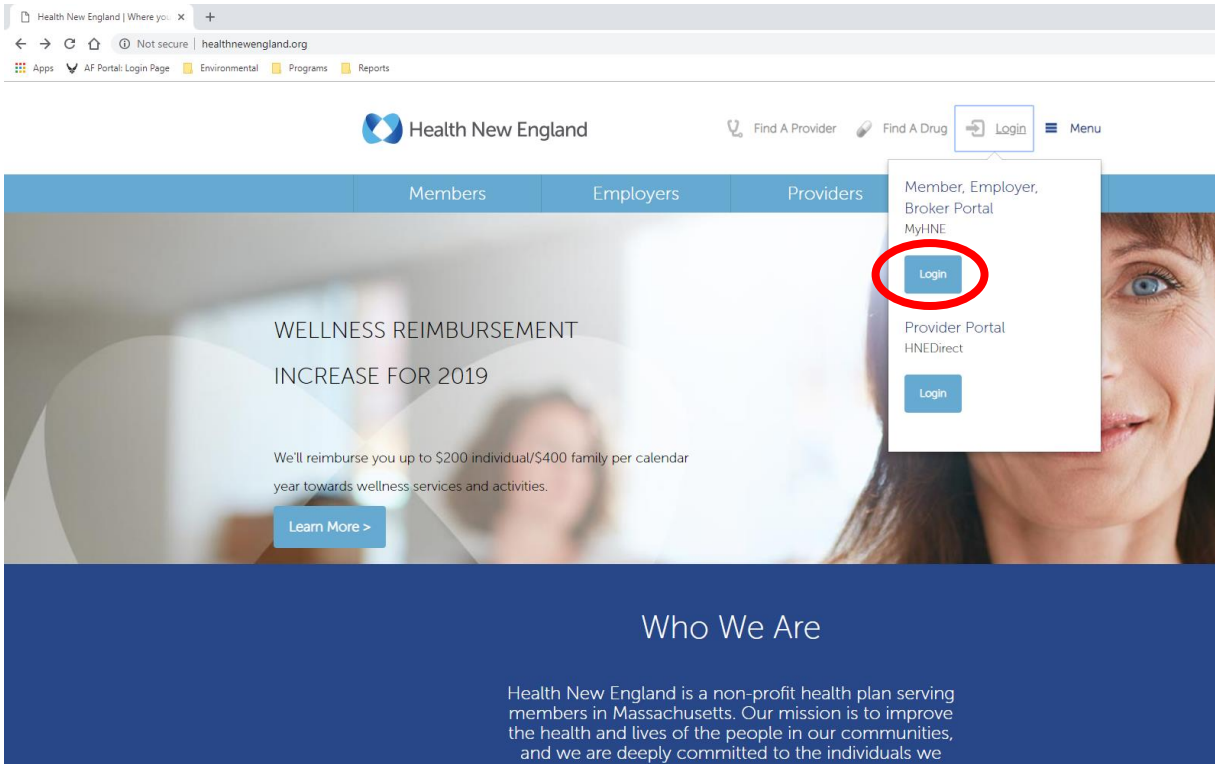 Health New England | Where you
Not secure | healthnewengland.org
Apps AF Portal: Login Page Environmental Programs Reports
Health New England
Find A Provider Find A Drug Login Menu
Members Employers Providers
Member, Employer,
Broker Portal
MyHNE
Login
Provider Portal
HNEDirect
Login
WELLNESS REIMBURSEMENT
INCREASE FOR 2019
We'll reimburse you up to $200 individual/$400 family per calendar
year towards wellness services and activities.
Learn More >
Who We Are
Health New England is a non-profit health plan serving
members in Massachusetts. Our mission is to improve
the health and lives of the people in our communities,
and we are deeply committed to the individuals we